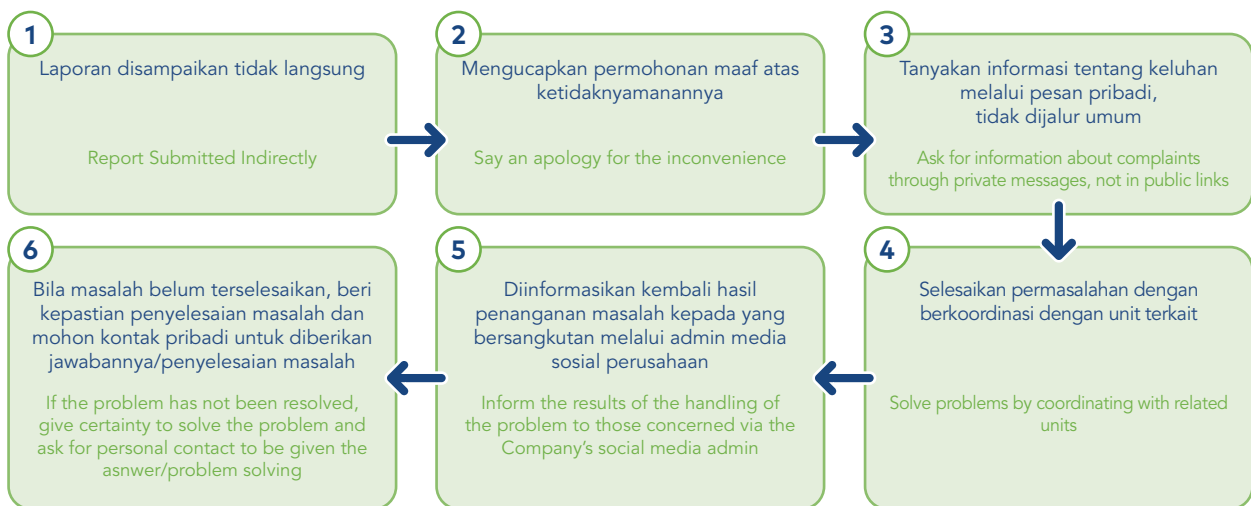 1
Laporan disampaikan tidak langsung
Report Submitted Indirectly
2
Mengucapkan permohonan maaf atas
ketidaknyamanannya
Say an apology for the inconvenience
3
Tanyakan informasi tentang keluhan
melalui pesan pribadi,
tidak dijalur umum
Ask for information about complaints
through private messages, not in public links
4
Selesaikan permasalahan dengan
berkoordinasi dengan unit terkait
Solve problems by coordinating with related
units
5
Diinformasikan kembali hasil
penanganan masalah kepada yang
bersangkutan melalui admin media
sosial perusahaan
Inform the results of the handling of
the problem to those concerned via the
Company's social media admin
6
Bila masalah belum terselesaikan, beri
kepastian penyelesaian masalah dan
mohon kontak pribadi untuk diberikan
jawabannya/penyelesaian masalah
If the problem has not been resolved,
give certainty to solve the problem and
ask for personal contact to be given the
asnwer/problem solving